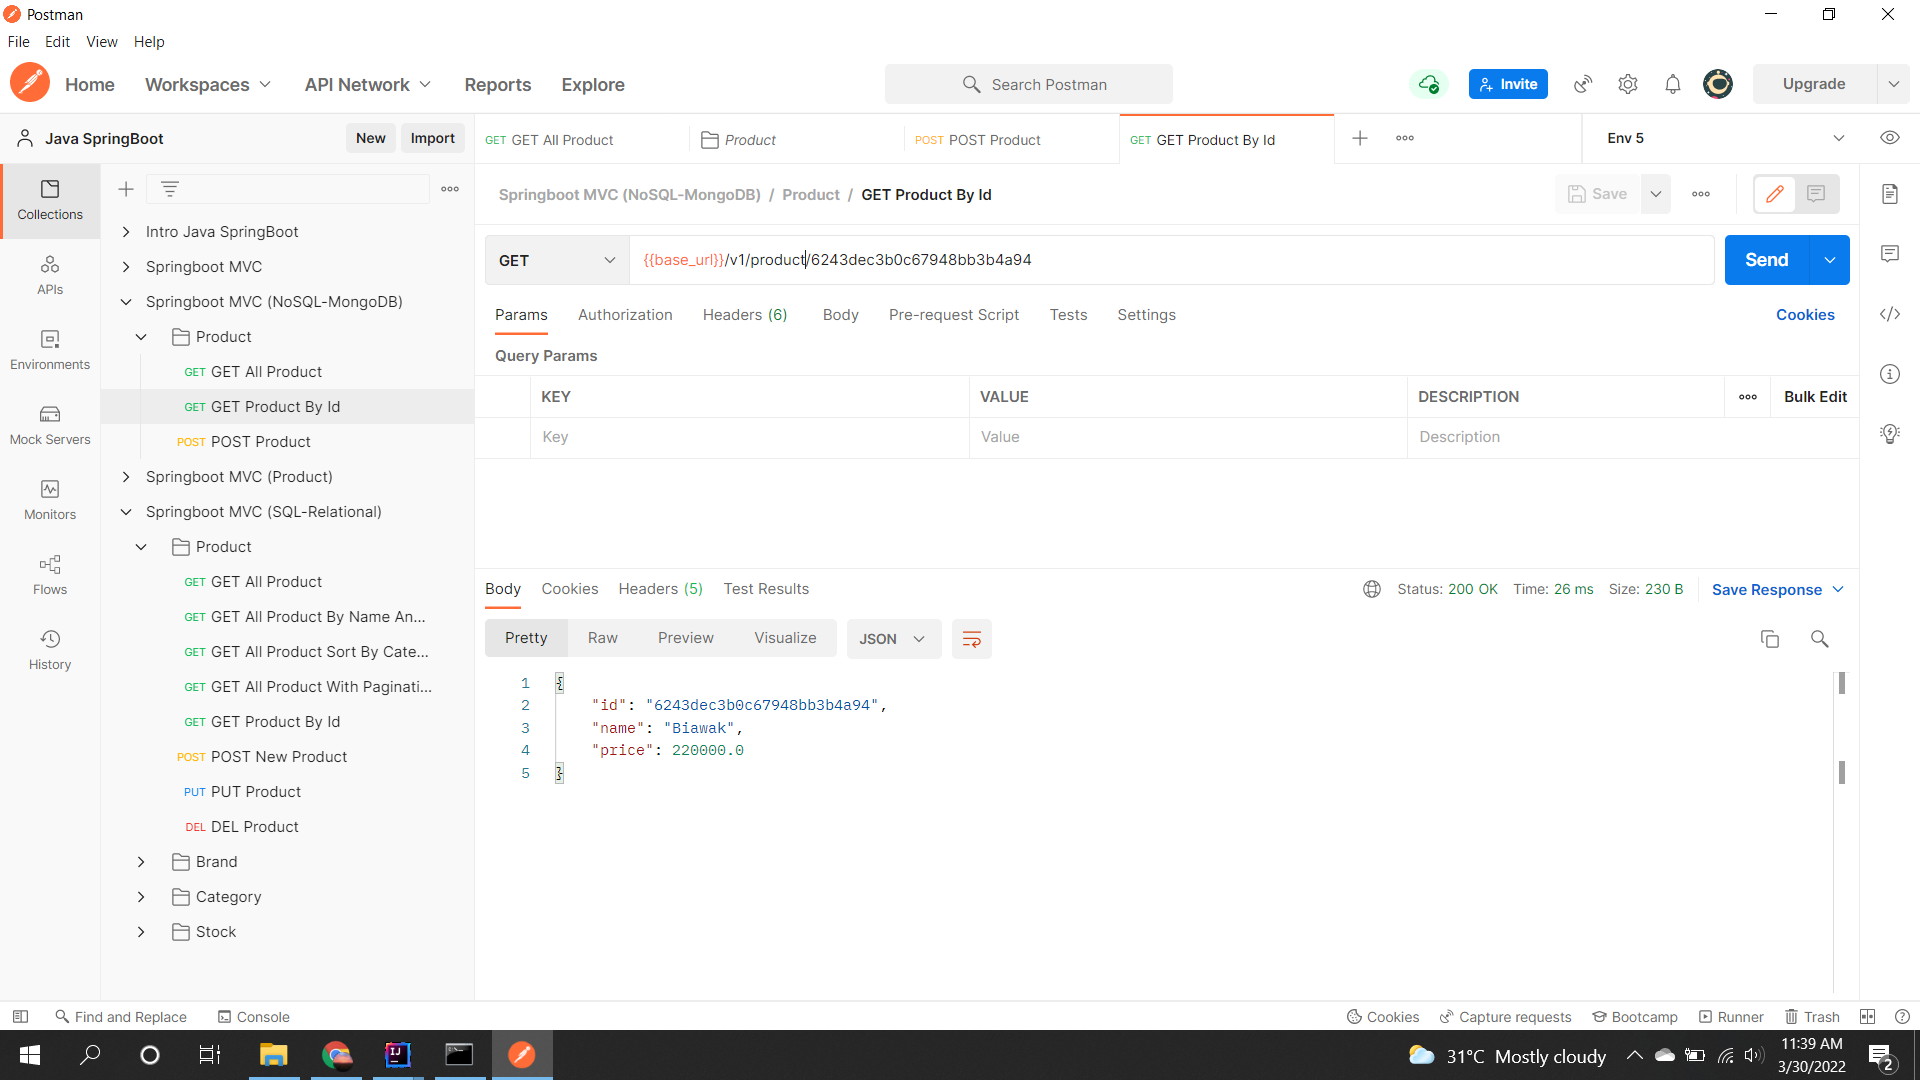 Postman
File Edit View Help
Home Workspaces API Network Reports Explore Search Postman Invite Upgrade
Java SpringBoot New Import GET GET All Product Product POST POST Product GET GET Product By Id Env 5
Collections
APIs
Environments
Mock Servers
Monitors
Flows
History
Intro Java SpringBoot
Springboot MVC
Springboot MVC (NoSQL-MongoDB)
Product
GET GET All Product
GET GET Product By Id
POST POST Product
Springboot MVC (Product)
Springboot MVC (SQL-Relational)
Product
GET GET All Product
GET GET All Product By Name An...
GET GET All Product Sort By Cate...
GET GET All Product With Paginati...
GET GET Product By Id
POST POST New Product
PUT PUT Product
DEL DEL Product
Brand
Category
Stock
Springboot MVC (NoSQL-MongoDB) / Product / GET Product By Id Save
GET {{base_url}}/v1/product/6243dec3b0c67948bb3b4a94 Send
Params Authorization Headers (6) Body Pre-request Script Tests Settings Cookies
Query Params
KEY VALUE DESCRIPTION Bulk Edit
Key Value Description
Body Cookies Headers (5) Test Results Status: 200 OK Time: 26 ms Size: 230 B Save Response
Pretty Raw Preview Visualize JSON
1 {
2 "id": "6243dec3b0c67948bb3b4a94",
3 "name": "Biawak",
4 "price": 220000.0
5 }
Find and Replace Console Cookies Capture requests Bootcamp Runner Trash
31°C Mostly cloudy 11:39 AM
3/30/2022 2